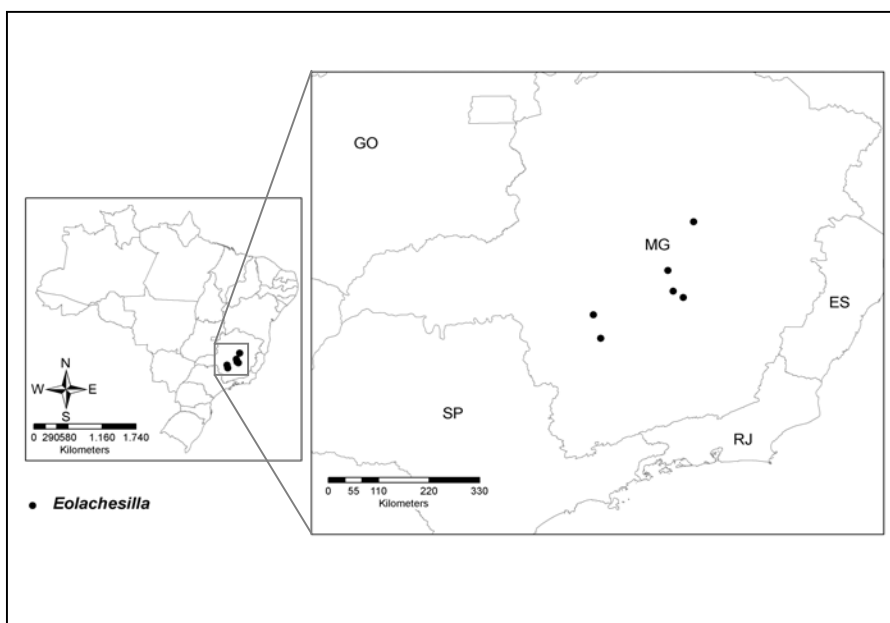 GO
MG
ES
SP
RJ
0 55 110 220 330
Kilometers
N
W E
S
0 290580 1.160 1.740
Kilometers
Eolachesilla